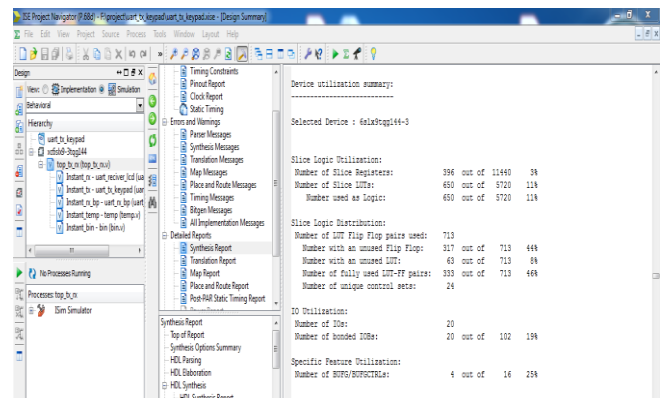 ISE Project Navigator (P.68d) - F:\project\uart_tx_keypad\uart_tx_keypad.xise - [Design Summary]
File Edit View Project Source Process Tools Window Layout Help
Design
View: Implementation Simulation
Behavioral
Hierarchy
uart_tx_keypad
xc6slx9-3tqg144
top_tx_rx (top_tx_rx.v)
Instant_rx - uart_reciver_lcd (ua
Instant_tx - uart_tx_keypad (uar
Instant_rx_bp - uart_rx_bp (uart_
Instant_temp - temp (temp.v)
Instant_bin - bin (bin.v)
No Processes Running
Processes: top_tx_rx
ISim Simulator
Timing Constraints
Pinout Report
Clock Report
Static Timing
Errors and Warnings
Parser Messages
Synthesis Messages
Translation Messages
Map Messages
Place and Route Messages
Timing Messages
Bitgen Messages
All Implementation Messages
Detailed Reports
Synthesis Report
Translation Report
Map Report
Place and Route Report
Post-PAR Static Timing Report
Synthesis Report
Top of Report
Synthesis Options Summary
HDL Parsing
HDL Elaboration
HDL Synthesis
HDL Synthesis Report
Device utilization summary:
---------------------------
Selected Device : 6slx9tqg144-3
Slice Logic Utilization:
Number of Slice Registers: 396 out of 11440 3%
Number of Slice LUTs: 650 out of 5720 11%
Number used as Logic: 650 out of 5720 11%
Slice Logic Distribution:
Number of LUT Flip Flop pairs used: 713
Number with an unused Flip Flop: 317 out of 713 44%
Number with an unused LUT: 63 out of 713 8%
Number of fully used LUT-FF pairs: 333 out of 713 46%
Number of unique control sets: 24
IO Utilization:
Number of IOs: 20
Number of bonded IOBs: 20 out of 102 19%
Specific Feature Utilization:
Number of BUFG/BUFGCTRLs: 4 out of 16 25%